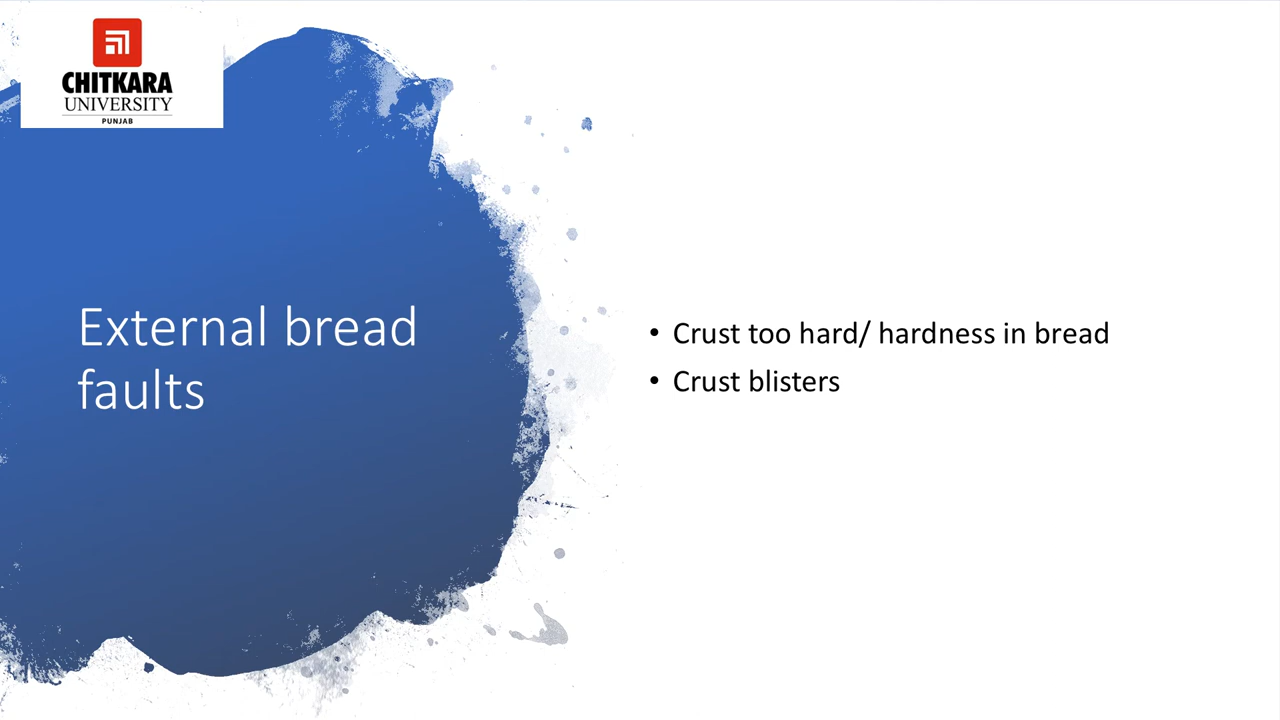 CHITKARA
UNIVERSITY
PUNJAB
External bread
faults
• Crust too hard/ hardness in bread
• Crust blisters